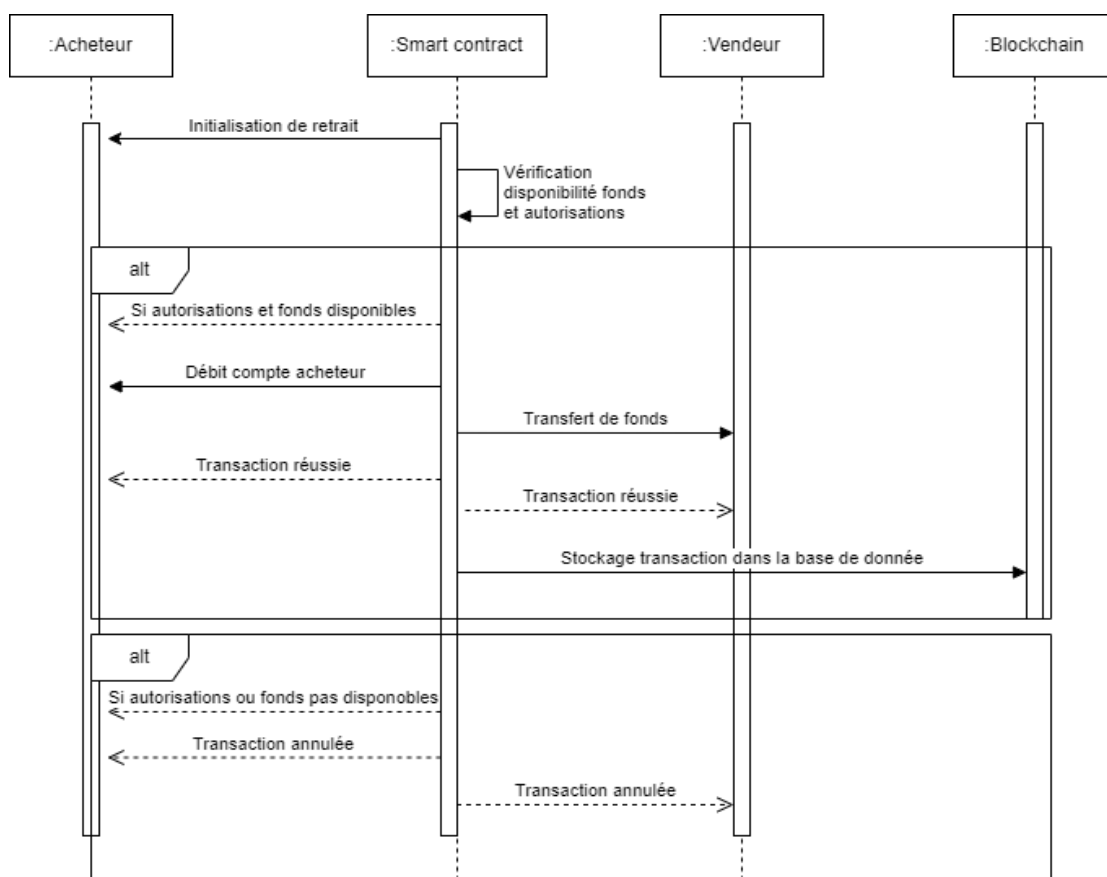 :Acheteur
:Smart contract
:Vendeur
:Blockchain
Initialisation de retrait
Vérification
disponibilité fonds
et autorisations
alt
Si autorisations et fonds disponibles
Débit compte acheteur
Transfert de fonds
Transaction réussie
Transaction réussie
Stockage transaction dans la base de donnée
alt
Si autorisations ou fonds pas disponobles
Transaction annulée
Transaction annulée